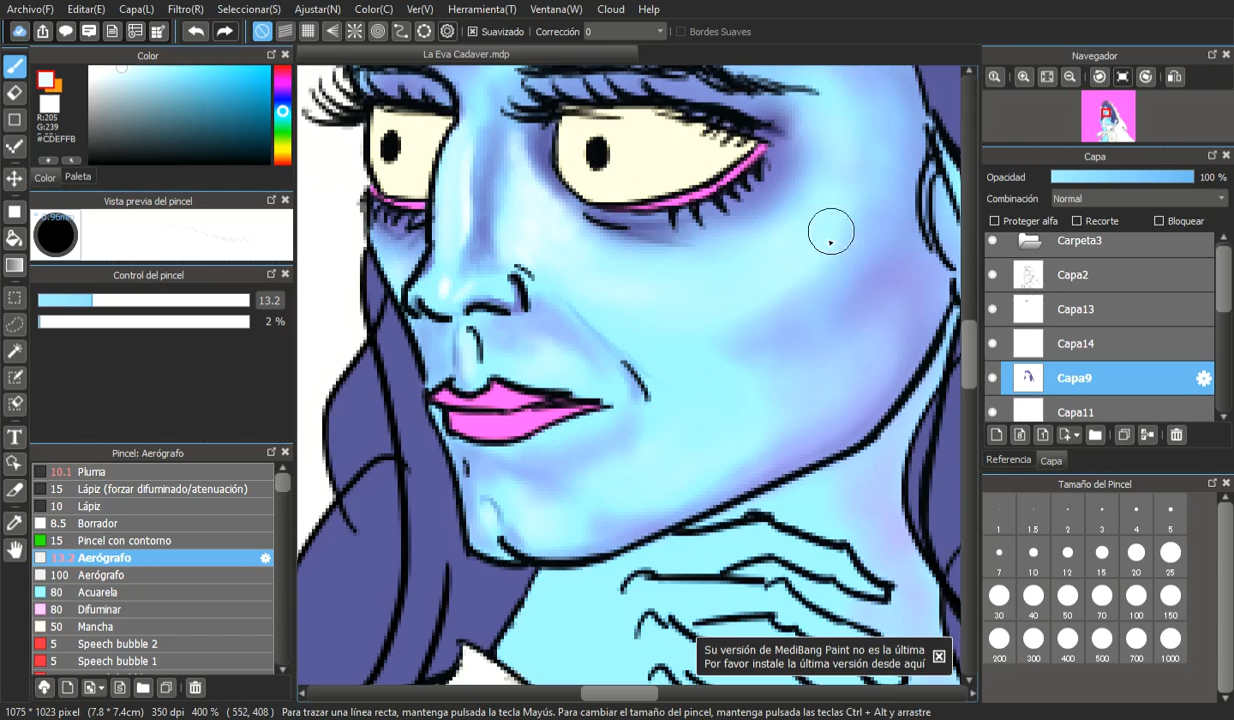 Archivo(F) Editar(E) Capa(L) Filtro(R) Seleccionar(S) Ajustar(N) Color(C) Ver(V) Herramienta(T) Ventana(W) Cloud Help
Suavizado Corrección 0 Bordes Suaves
Color
La Eva Cadaver.mdp
Navegador
R:205
G:239
#CDEFFB
Color Paleta
Vista previa del pincel
0.96mm
Control del pincel
13.2
2 %
Capa
Opacidad 100 %
Combinación Normal
Proteger alfa Recorte Bloquear
Carpeta3
Capa2
Capa13
Capa14
Capa9
Capa11
Referencia Capa
Pincel: Aerógrafo
10.1 Pluma
15 Lápiz (forzar difuminado/atenuación)
10 Lápiz
8.5 Borrador
15 Pincel con contorno
13.2 Aerógrafo
100 Aerógrafo
80 Acuarela
80 Difuminar
50 Mancha
5 Speech bubble 2
5 Speech bubble 1
Tamaño del Pincel
1 1.5 2 3 4 5
7 10 12 15 20 25
30 40 50 70 100 150
200 300 400 500 700 1000
Su versión de MediBang Paint no es la última
Por favor instale la última versión desde aquí
1075 * 1023 pixel (7.8 * 7.4cm) 350 dpi 400 % ( 552, 408 ) Para trazar una línea recta, mantenga pulsada la tecla Mayús. Para cambiar el tamaño del pincel, mantenga pulsadas las teclas Ctrl + Alt y arrastre